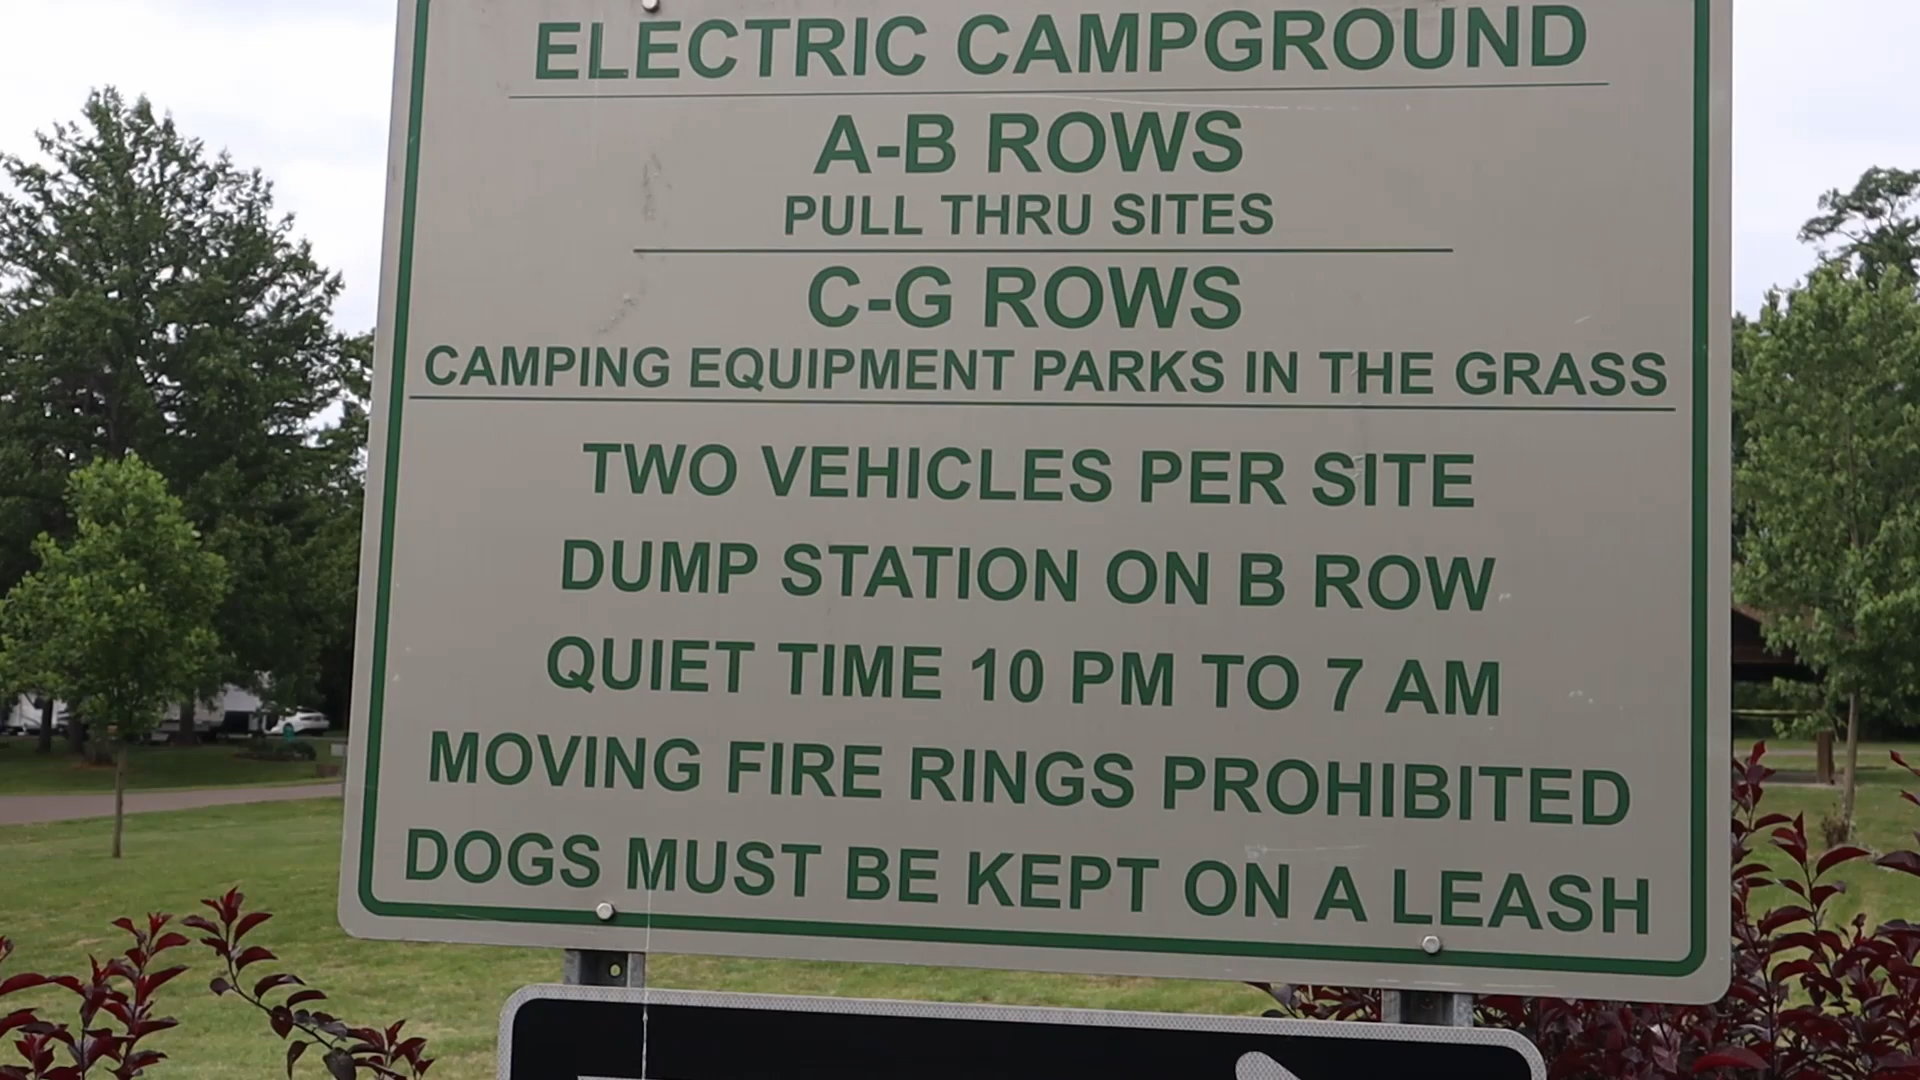 ELECTRIC CAMPGROUND
A-B ROWS
PULL THRU SITES
C-G ROWS
CAMPING EQUIPMENT PARKS IN THE GRASS
TWO VEHICLES PER SITE
DUMP STATION ON B ROW
QUIET TIME 10 PM TO 7 AM
MOVING FIRE RINGS PROHIBITED
DOGS MUST BE KEPT ON A LEASH